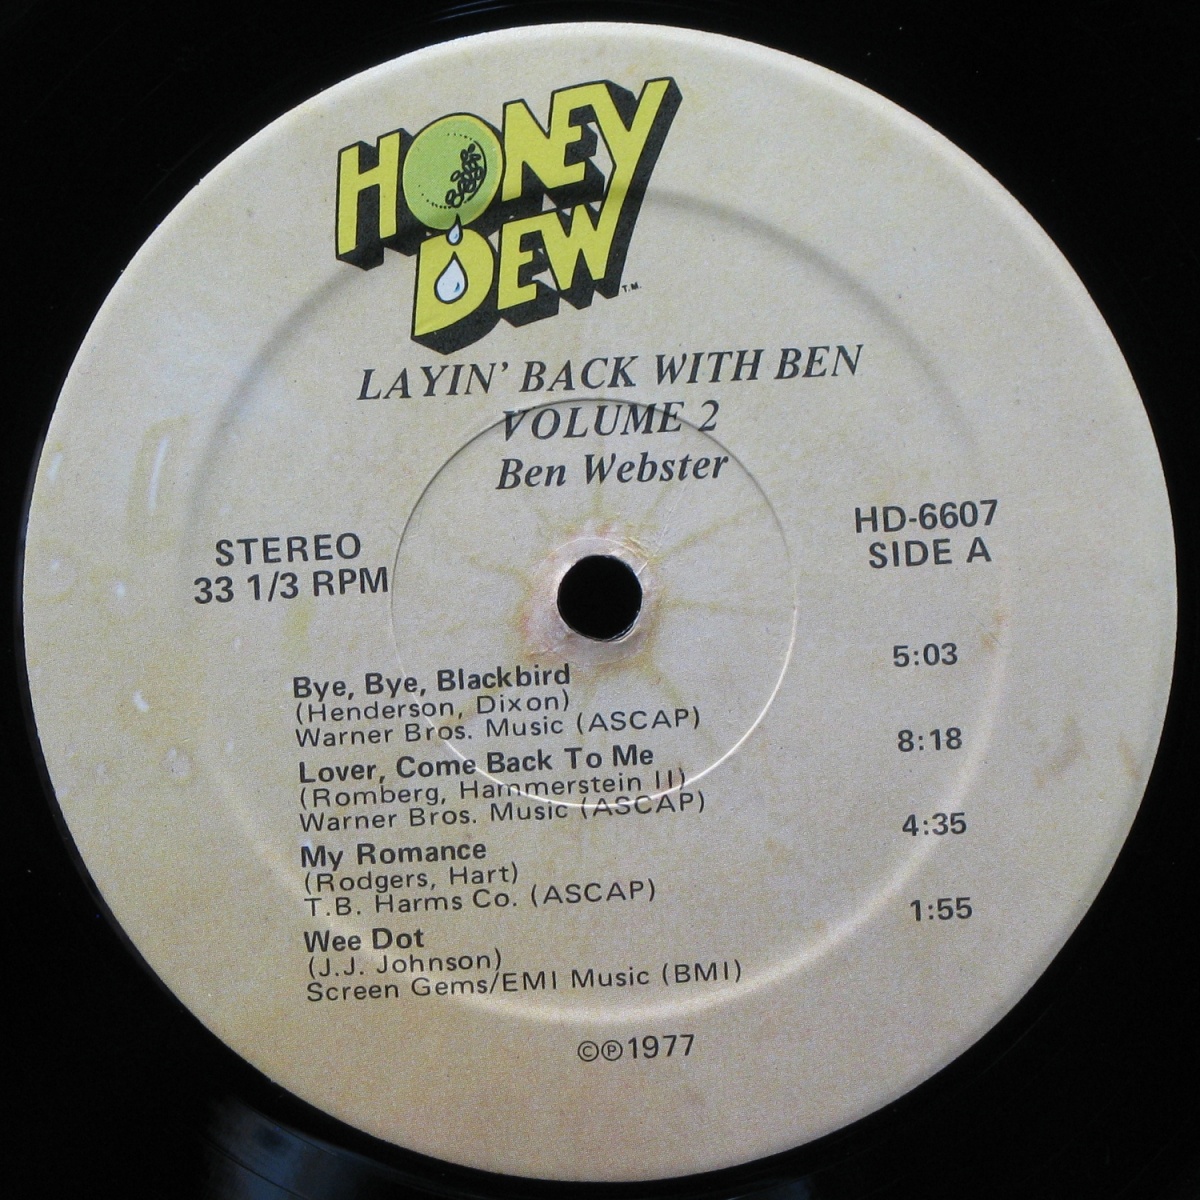 HONEY
DEW
T.M.
LAYIN' BACK WITH BEN
VOLUME 2
Ben Webster
STEREO
33 1/3 RPM
HD-6607
SIDE A
Bye, Bye, Blackbird 5:03
(Henderson, Dixon)
Warner Bros. Music (ASCAP)
Lover, Come Back To Me 8:18
(Romberg, Hammerstein II)
Warner Bros. Music (ASCAP)
My Romance 4:35
(Rodgers, Hart)
T.B. Harms Co. (ASCAP)
Wee Dot 1:55
(J.J. Johnson)
Screen Gems/EMI Music (BMI)
©℗1977